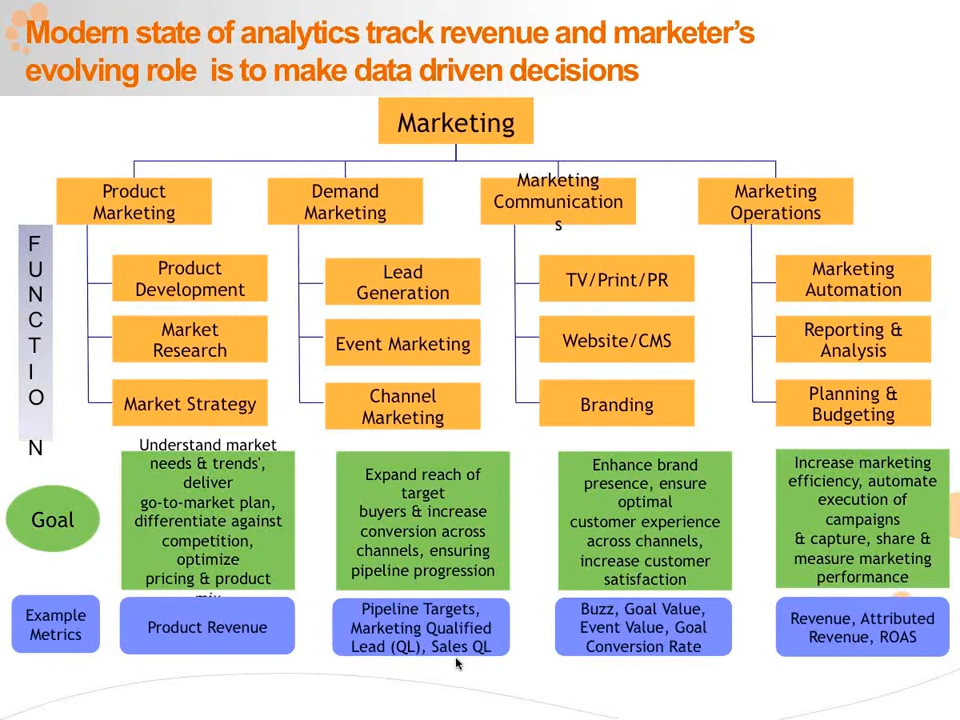 Modern state of analytics track revenue and marketer's
evolving role is to make data driven decisions
Marketing
Product
Marketing
Demand
Marketing
Marketing
Communication
s
Marketing
Operations
F
U
N
C
T
I
O
N
Product
Development
Market
Research
Market Strategy
Lead
Generation
Event Marketing
Channel
Marketing
TV/Print/PR
Website/CMS
Branding
Marketing
Automation
Reporting &
Analysis
Planning &
Budgeting
Goal
Understand market
needs & trends',
deliver
go-to-market plan,
differentiate against
competition,
optimize
pricing & product
mix
Expand reach of
target
buyers & increase
conversion across
channels, ensuring
pipeline progression
Enhance brand
presence, ensure
optimal
customer experience
across channels,
increase customer
satisfaction
Increase marketing
efficiency, automate
execution of
campaigns
& capture, share &
measure marketing
performance
Example
Metrics
Product Revenue
Pipeline Targets,
Marketing Qualified
Lead (QL), Sales QL
Buzz, Goal Value,
Event Value, Goal
Conversion Rate
Revenue, Attributed
Revenue, ROAS